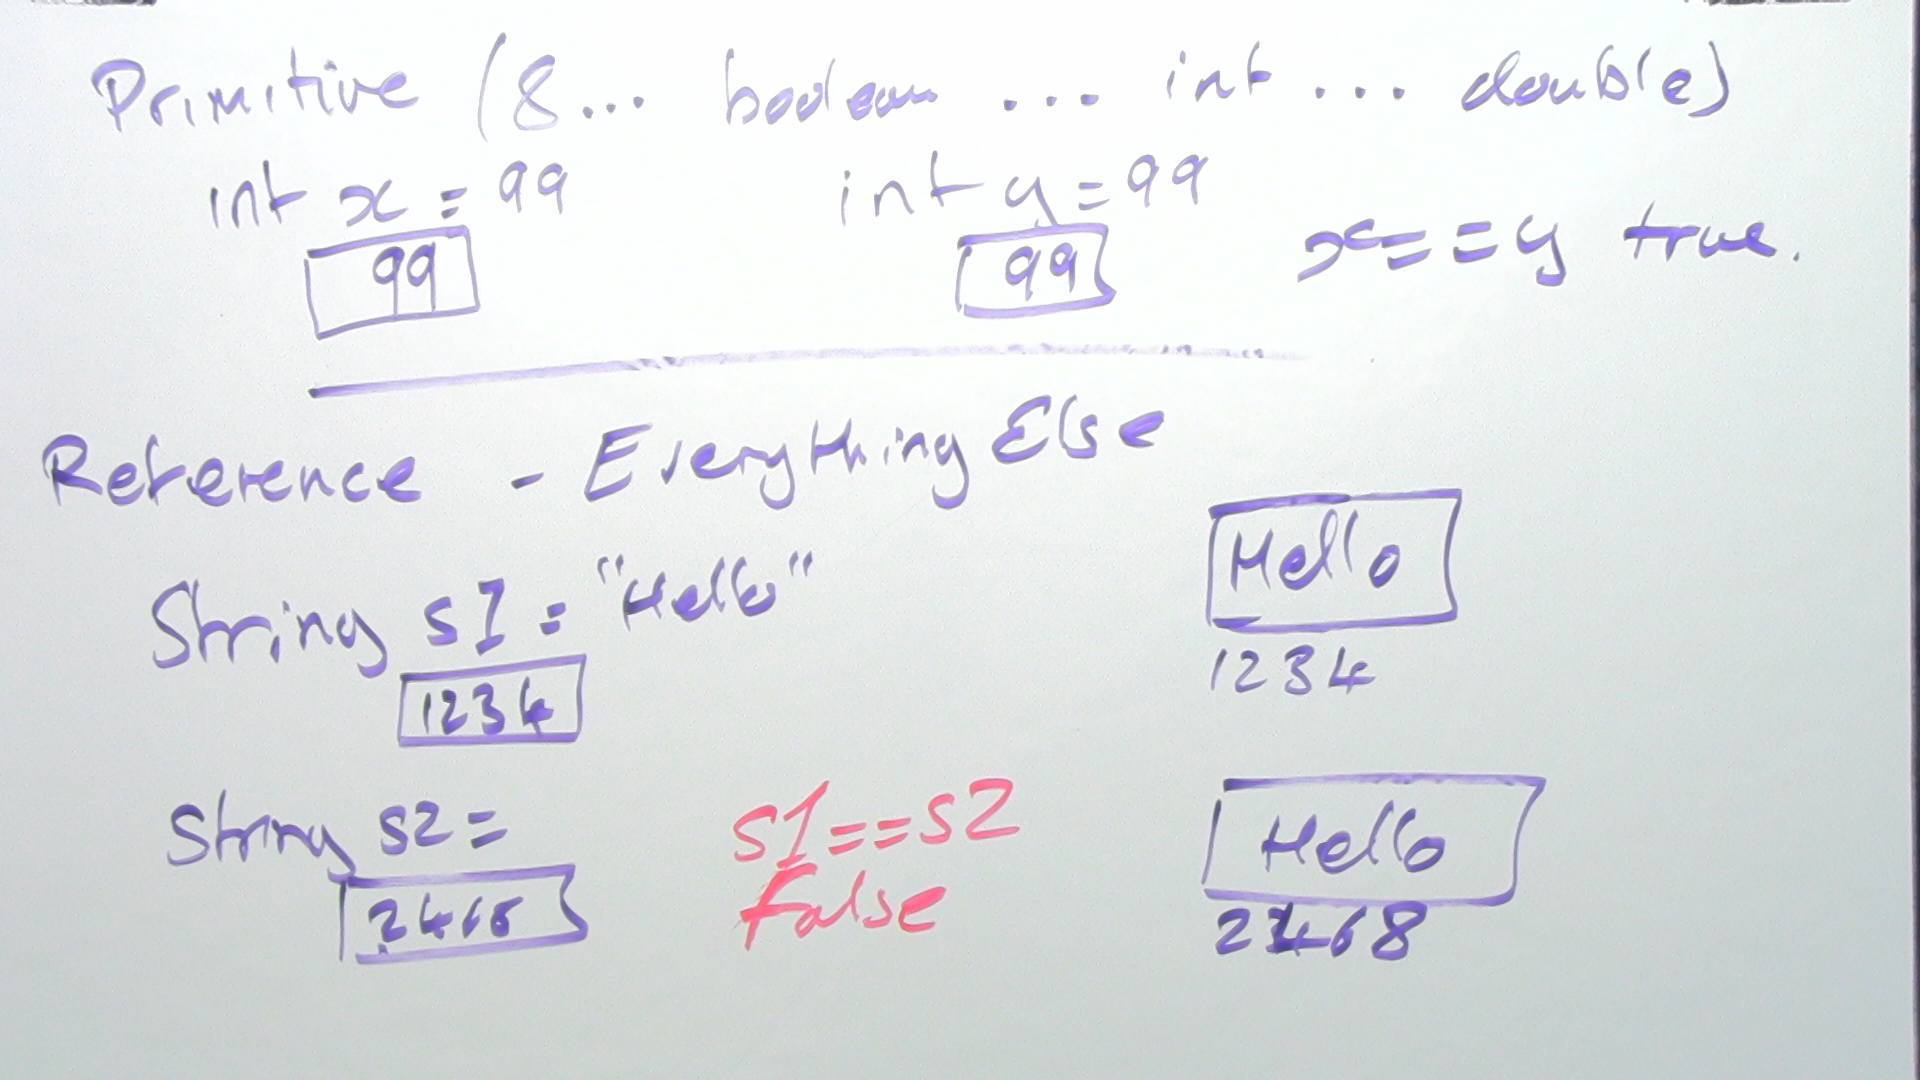 Primitive (8... boolean ... int ... double)
int x = 99 int y = 99
99 99 x == y true.
Reference - Everything Else
String s1 = "Hello" Hello
1234 1234
String s2 = s1 == s2 Hello
2468 False 2468